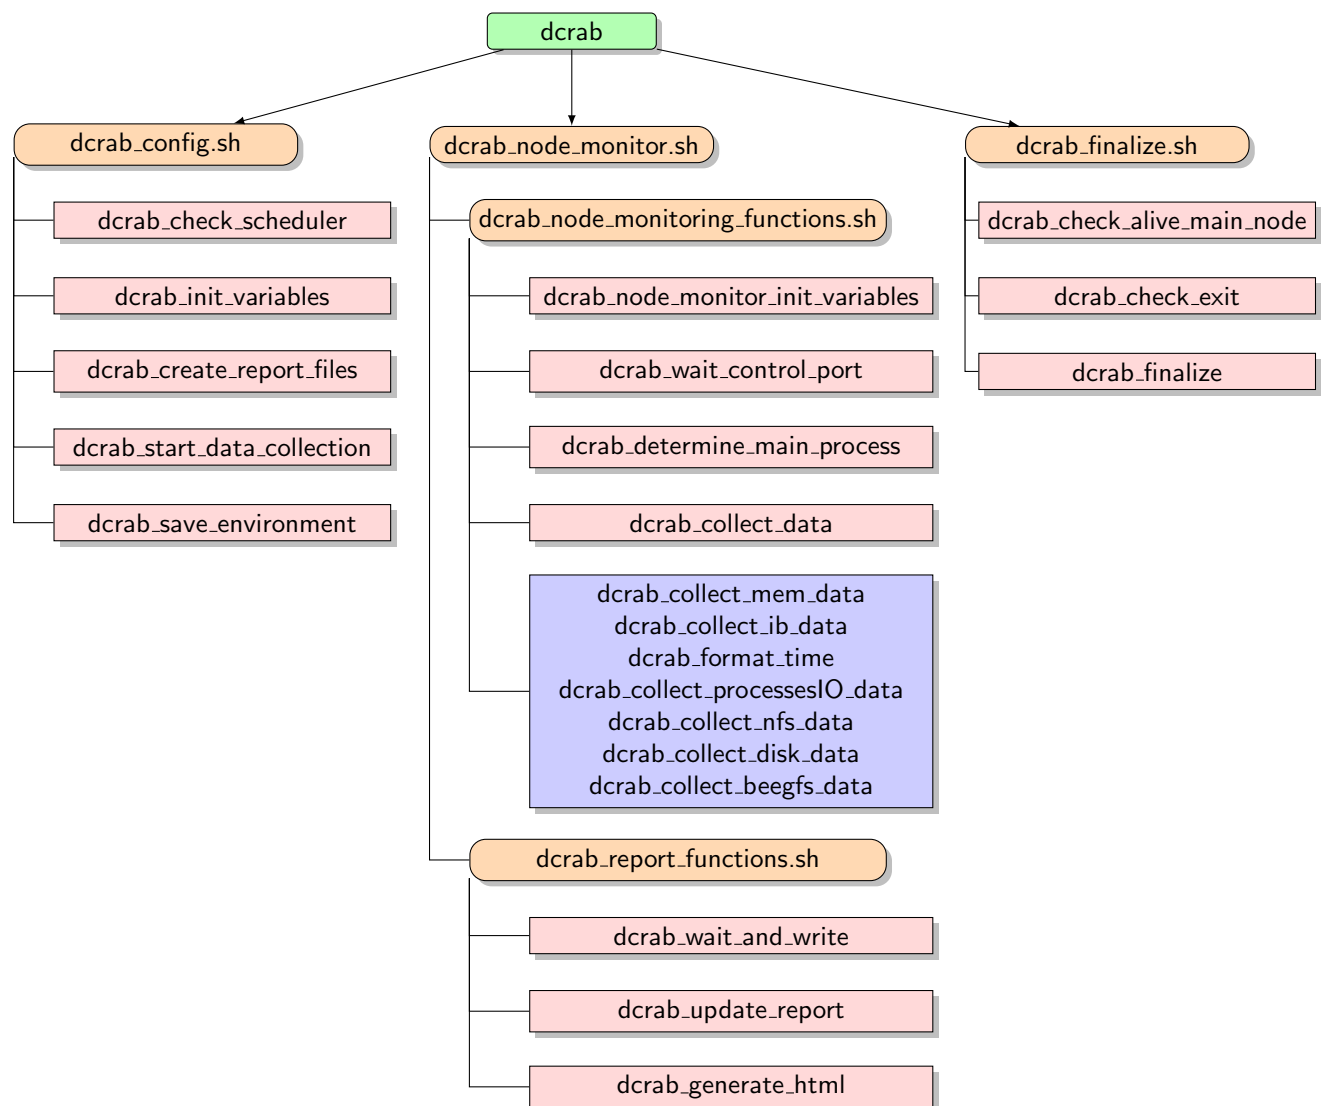 dcrab
dcrab_config.sh
dcrab_check_scheduler
dcrab_init_variables
dcrab_create_report_files
dcrab_start_data_collection
dcrab_save_environment
dcrab_node_monitor.sh
dcrab_node_monitoring_functions.sh
dcrab_node_monitor_init_variables
dcrab_wait_control_port
dcrab_determine_main_process
dcrab_collect_data
dcrab_collect_mem_data
dcrab_collect_ib_data
dcrab_format_time
dcrab_collect_processesIO_data
dcrab_collect_nfs_data
dcrab_collect_disk_data
dcrab_collect_beegfs_data
dcrab_report_functions.sh
dcrab_wait_and_write
dcrab_update_report
dcrab_generate_html
dcrab_finalize.sh
dcrab_check_alive_main_node
dcrab_check_exit
dcrab_finalize